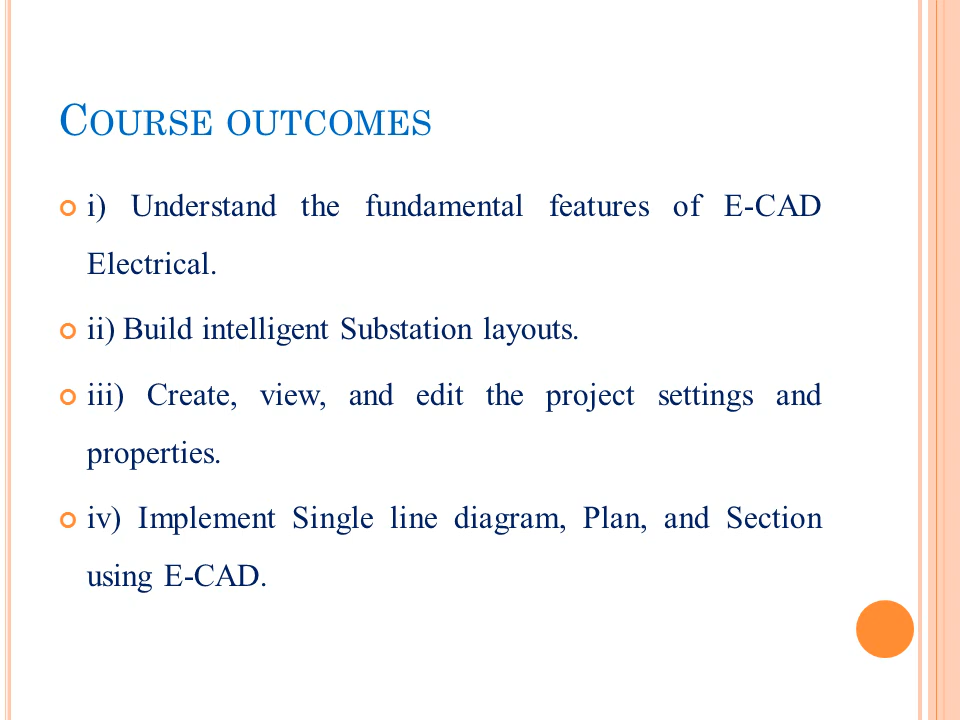 COURSE OUTCOMES
i) Understand the fundamental features of E-CAD
Electrical.
ii) Build intelligent Substation layouts.
iii) Create, view, and edit the project settings and
properties.
iv) Implement Single line diagram, Plan, and Section
using E-CAD.